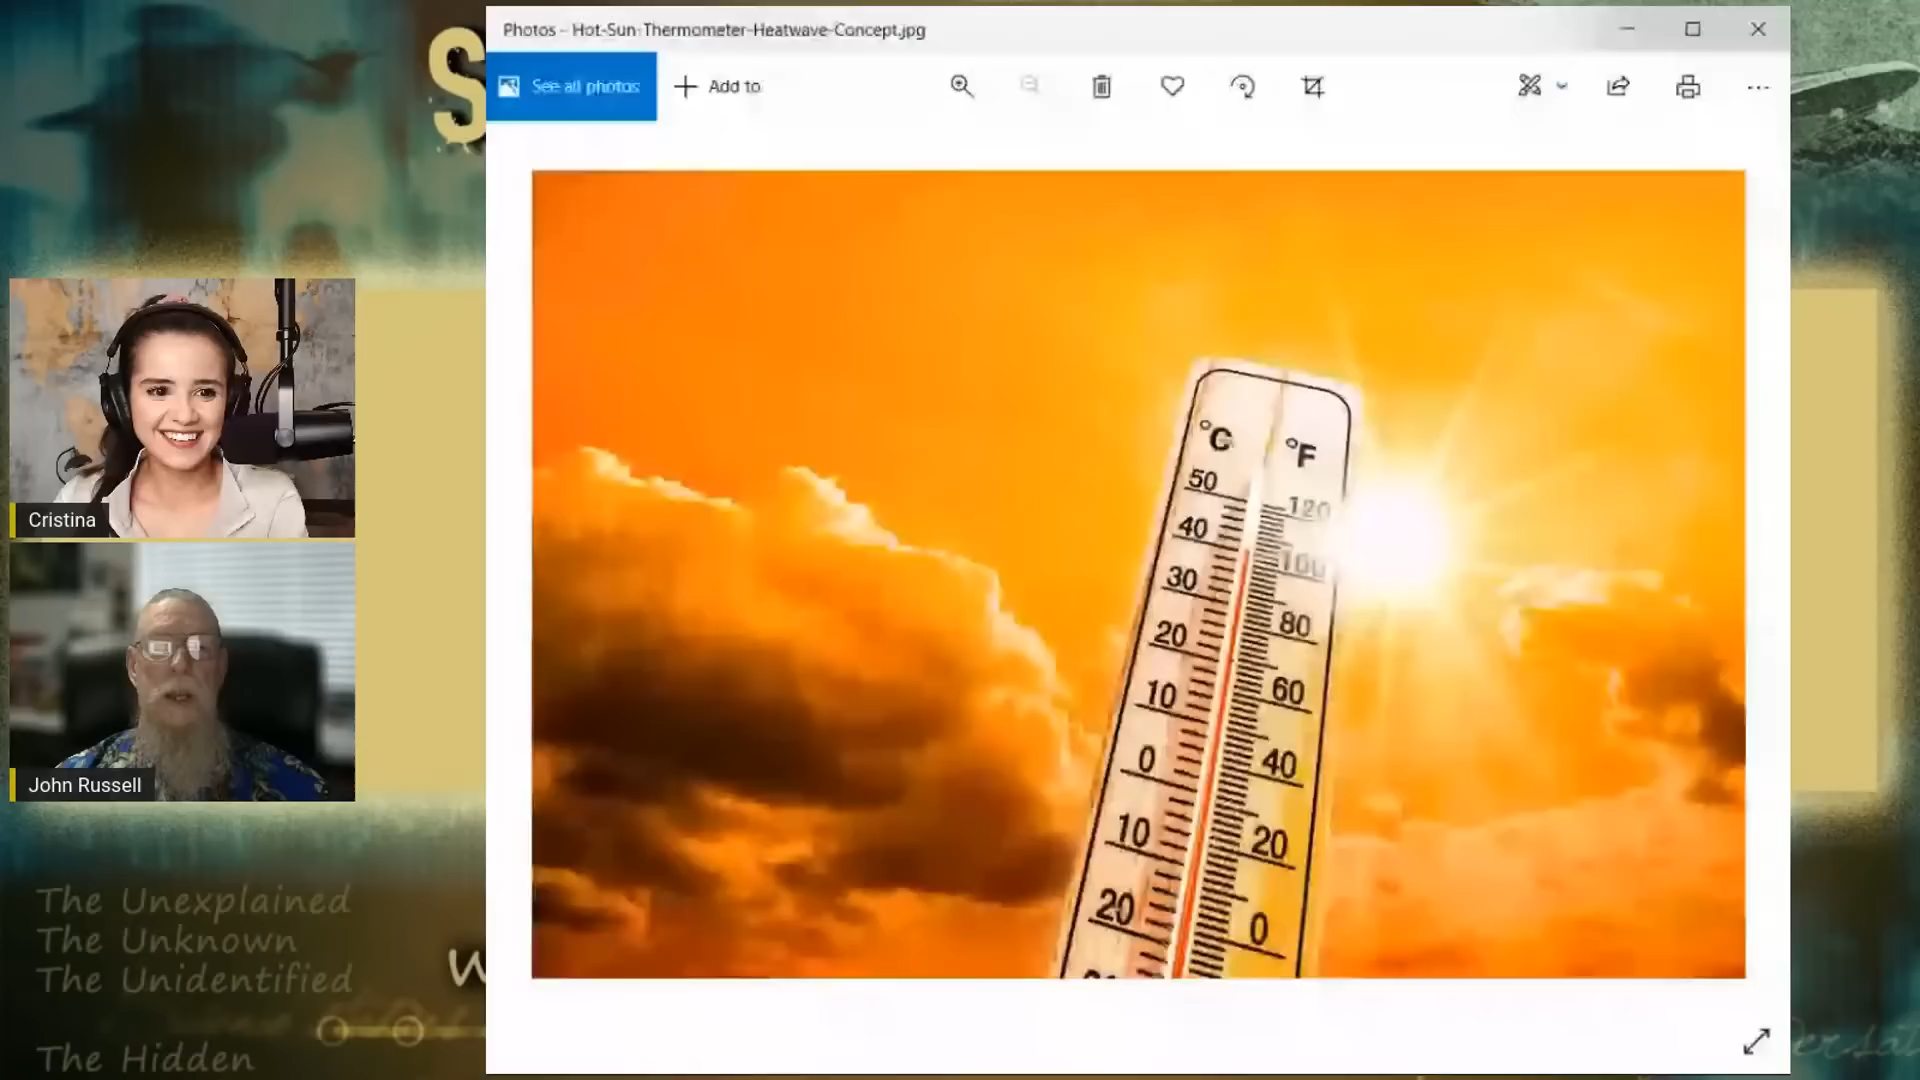 S
Photos - Hot-Sun-Thermometer-Heatwave-Concept.jpg
See all photos
Add to
°C °F
50 120
40 100
30 80
20 60
10 40
0 20
10 0
20
Cristina
John Russell
The Unexplained
The Unknown
The Unidentified
The Hidden
W